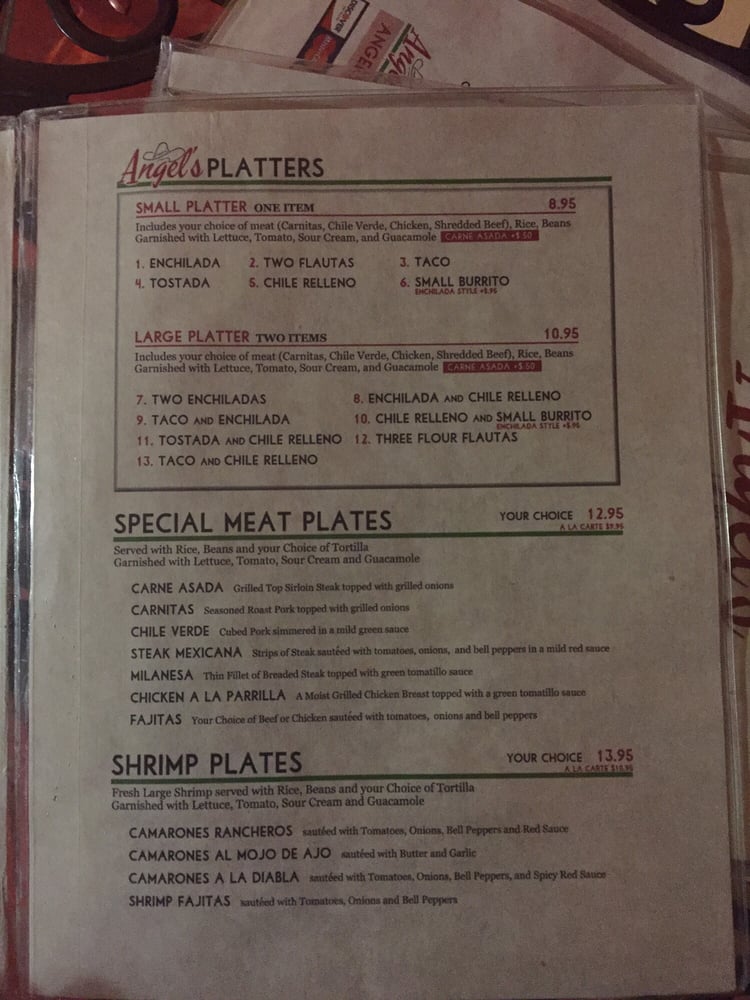 DISCOVER
Angel's PLATTERS
SMALL PLATTER ONE ITEM 8.95
Includes your choice of meat (Carnitas, Chile Verde, Chicken, Shredded Beef), Rice, Beans
Garnished with Lettuce, Tomato, Sour Cream, and Guacamole CARNE ASADA +$.50
1. ENCHILADA 2. TWO FLAUTAS 3. TACO
4. TOSTADA 5. CHILE RELLENO 6. SMALL BURRITO
ENCHILADA STYLE +$.95
LARGE PLATTER TWO ITEMS 10.95
Includes your choice of meat (Carnitas, Chile Verde, Chicken, Shredded Beef), Rice, Beans
Garnished with Lettuce, Tomato, Sour Cream, and Guacamole CARNE ASADA +$.50
7. TWO ENCHILADAS 8. ENCHILADA AND CHILE RELLENO
9. TACO AND ENCHILADA 10. CHILE RELLENO AND SMALL BURRITO
ENCHILADA STYLE +$.95
11. TOSTADA AND CHILE RELLENO 12. THREE FLOUR FLAUTAS
13. TACO AND CHILE RELLENO
SPECIAL MEAT PLATES YOUR CHOICE 12.95
A LA CARTE $9.95
Served with Rice, Beans and your Choice of Tortilla
Garnished with Lettuce, Tomato, Sour Cream and Guacamole
CARNE ASADA Grilled Top Sirloin Steak topped with grilled onions
CARNITAS Seasoned Roast Pork topped with grilled onions
CHILE VERDE Cubed Pork simmered in a mild green sauce
STEAK MEXICANA Strips of Steak sautéed with tomatoes, onions, and bell peppers in a mild red sauce
MILANESA Thin Fillet of Breaded Steak topped with green tomatillo sauce
CHICKEN A LA PARRILLA A Moist Grilled Chicken Breast topped with a green tomatillo sauce
FAJITAS Your Choice of Beef or Chicken sautéed with tomatoes, onions and bell peppers
SHRIMP PLATES YOUR CHOICE 13.95
A LA CARTE $10.95
Fresh Large Shrimp served with Rice, Beans and your Choice of Tortilla
Garnished with Lettuce, Tomato, Sour Cream and Guacamole
CAMARONES RANCHEROS sautéed with Tomatoes, Onions, Bell Peppers and Red Sauce
CAMARONES AL MOJO DE AJO sautéed with Butter and Garlic
CAMARONES A LA DIABLA sautéed with Tomatoes, Onions, Bell Peppers, and Spicy Red Sauce
SHRIMP FAJITAS sautéed with Tomatoes, Onions and Bell Peppers